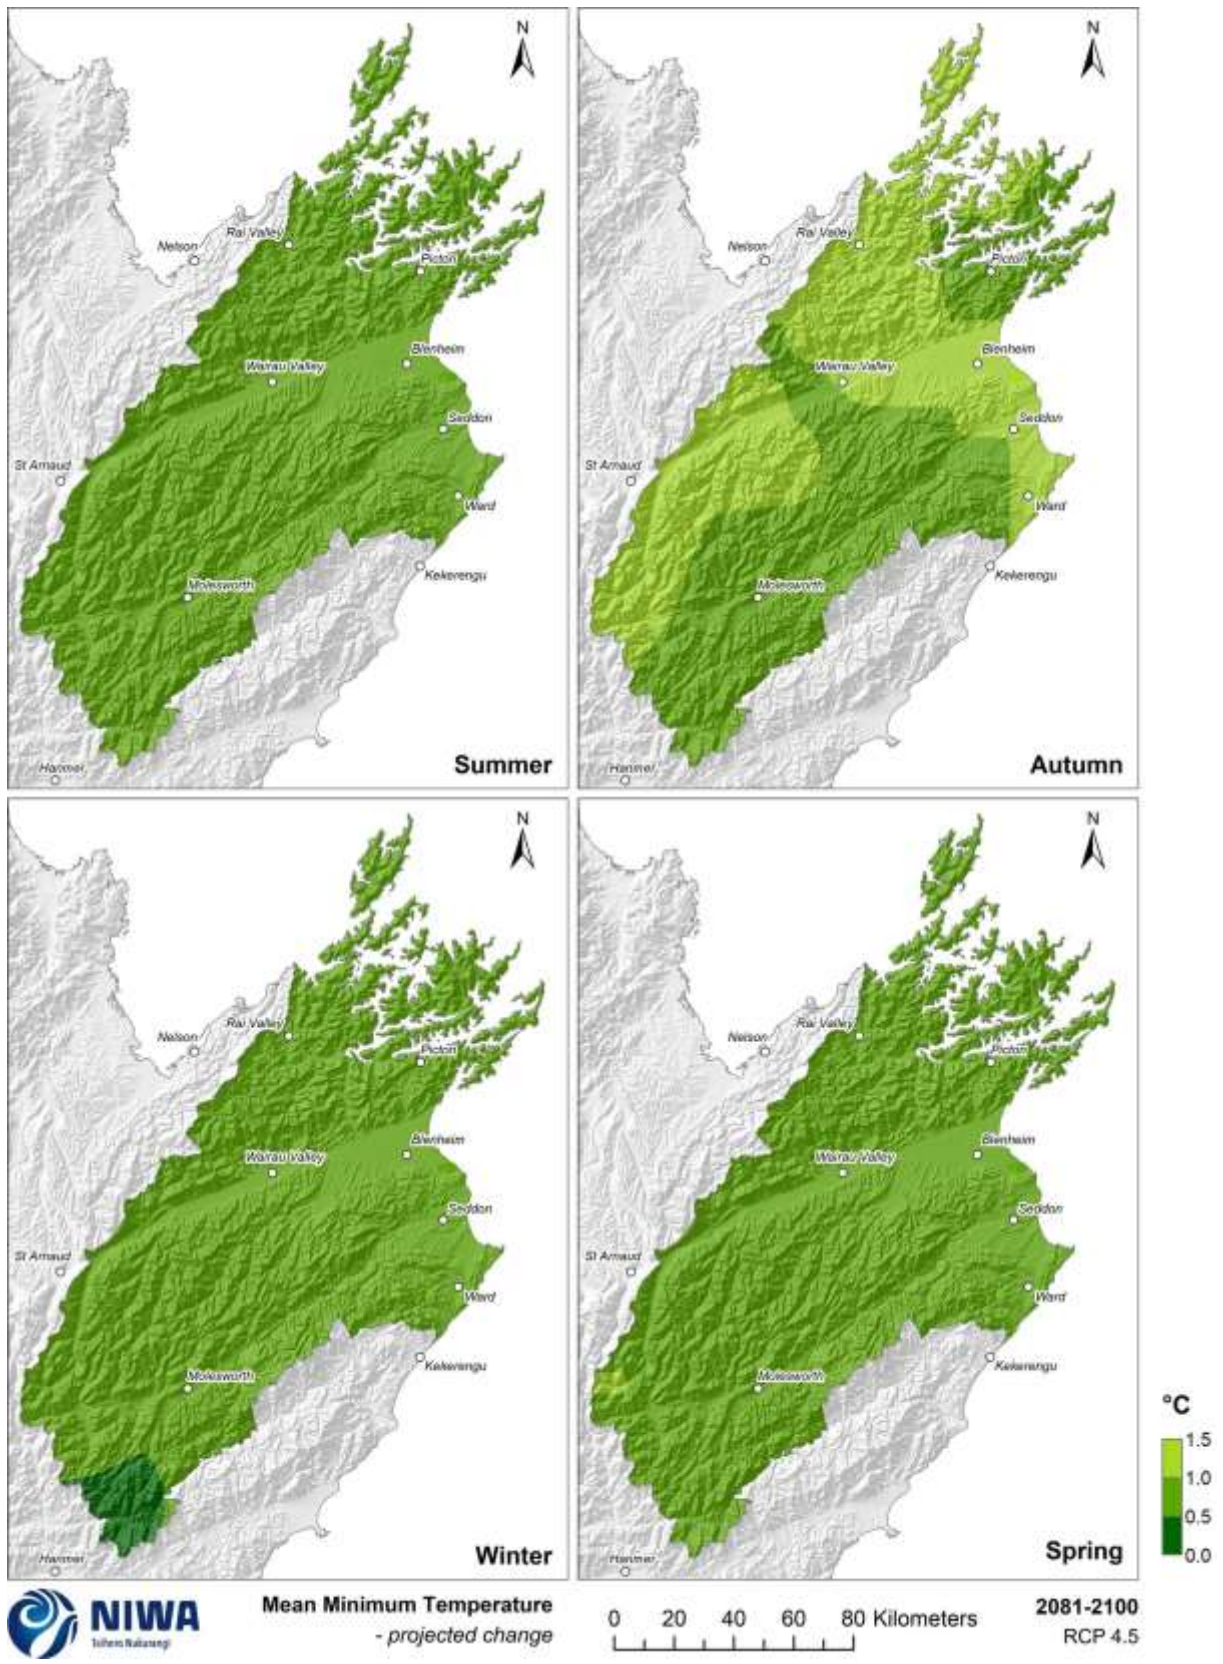 N
Rai Valley
Nelson
Picton
Blenheim
Wairau Valley
Seddon
St Arnaud
Ward
Kekerengu
Molesworth
Hanmer
Summer
N
Rai Valley
Nelson
Picton
Blenheim
Wairau Valley
Seddon
St Arnaud
Ward
Kekerengu
Molesworth
Hanmer
Autumn
N
Rai Valley
Nelson
Picton
Blenheim
Wairau Valley
Seddon
St Arnaud
Ward
Kekerengu
Molesworth
Hanmer
Winter
N
Rai Valley
Nelson
Picton
Blenheim
Wairau Valley
Seddon
St Arnaud
Ward
Kekerengu
Molesworth
Hanmer
Spring
°C
1.5
1.0
0.5
0.0
NIWA
Taihoro Nukurangi
Mean Minimum Temperature
- projected change
0 20 40 60 80 Kilometers
2081-2100
RCP 4.5